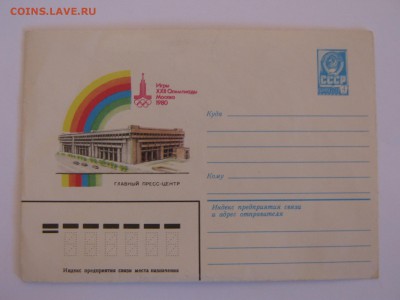 COINS.LAVE.RU
Игры
XXII Олимпиады
Москва
1980
ГЛАВНЫЙ ПРЕСС-ЦЕНТР
СССР
Куда
Кому
Индекс предприятия связи
и адрес отправителя
Индекс предприятия связи места назначения